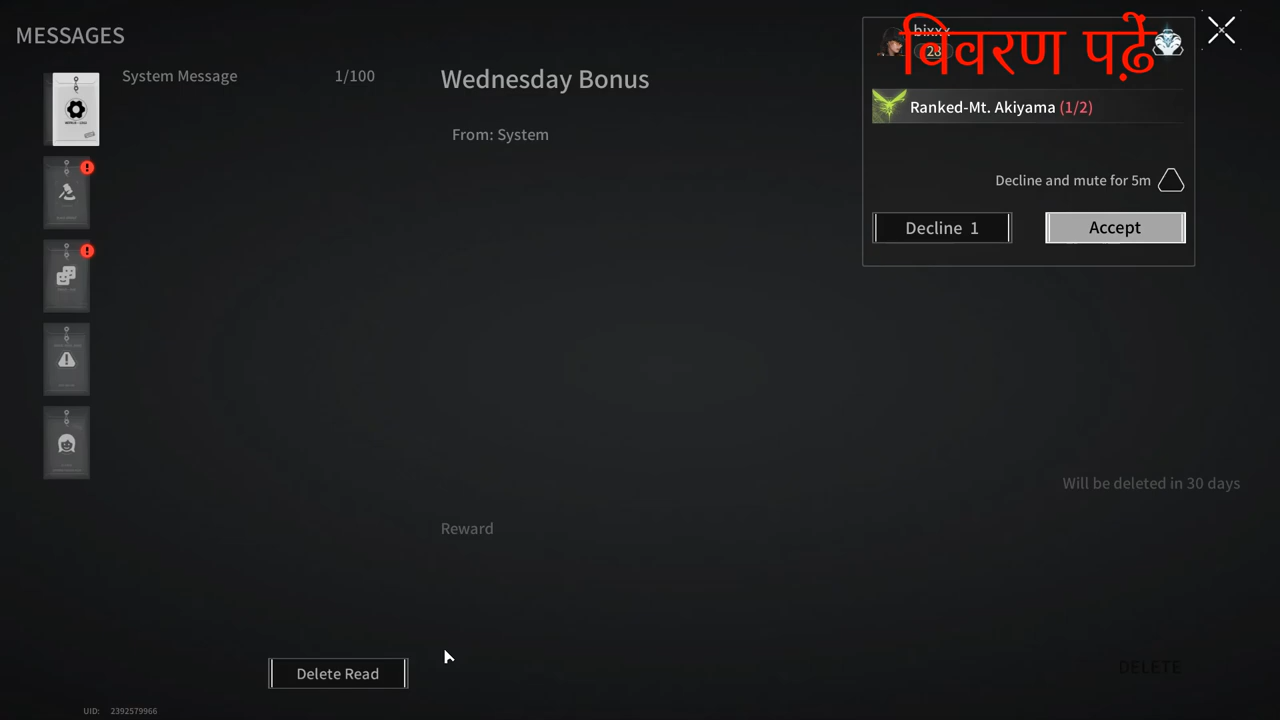 MESSAGES
System Message 1/100
Wednesday Bonus
From: System
bixxx
28
विवरण पढ़ें
Ranked-Mt. Akiyama (1/2)
Decline and mute for 5m
Decline 1
Accept
Will be deleted in 30 days
Reward
Delete Read
DELETE
UID: 2392579966